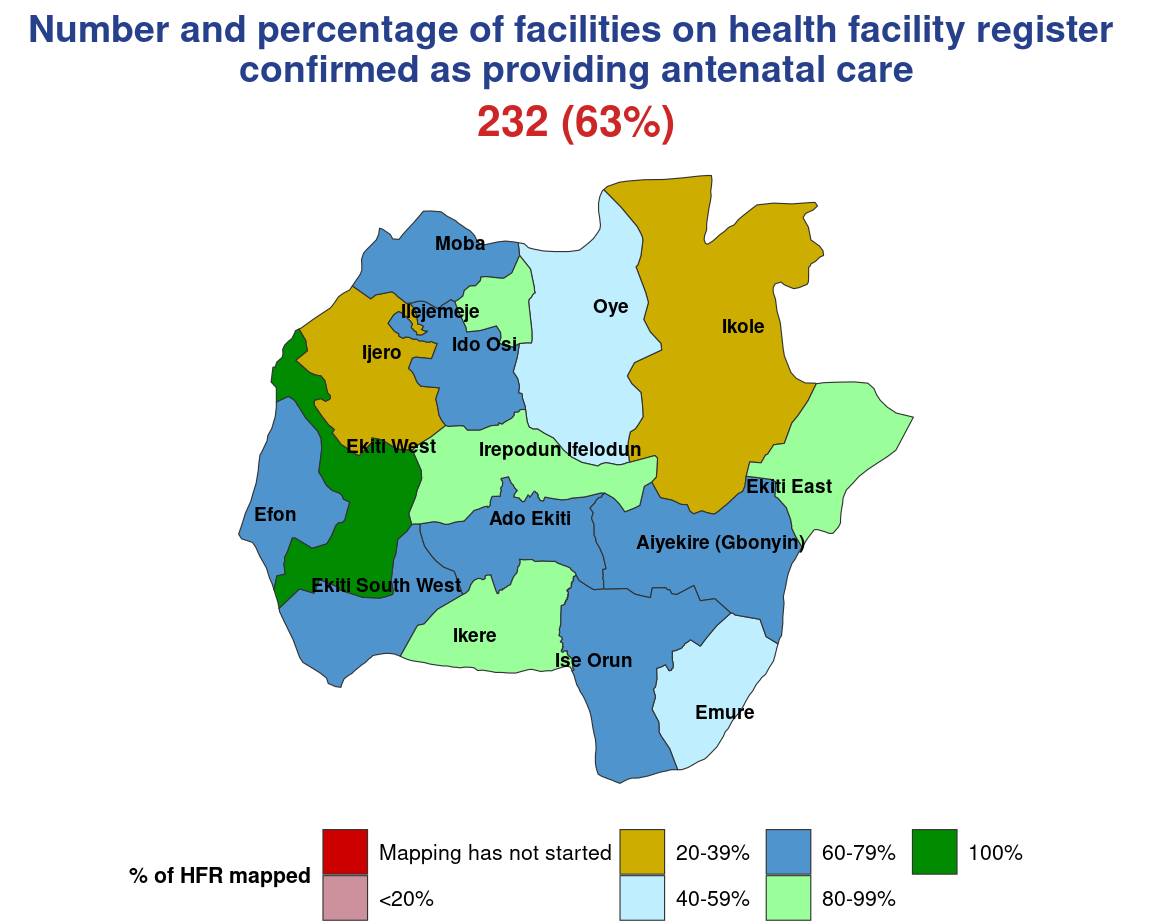 Number and percentage of facilities on health facility register
confirmed as providing antenatal care
232 (63%)
Moba
Ilejemeje
Oye
Ikole
Ijero
Ido Osi
Ekiti West
Irepodun Ifelodun
Ekiti East
Efon
Ado Ekiti
Aiyekire (Gbonyin)
Ekiti South West
Ikere
Ise Orun
Emure
% of HFR mapped
Mapping has not started
<20%
20-39%
40-59%
60-79%
80-99%
100%